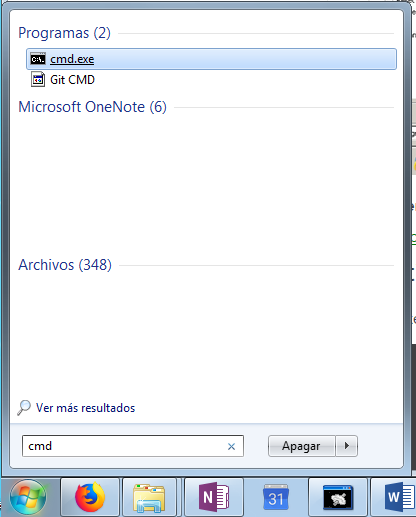 Programas (2)
cmd.exe
Git CMD
Microsoft OneNote (6)
Archivos (348)
Ver más resultados
cmd
Apagar
31